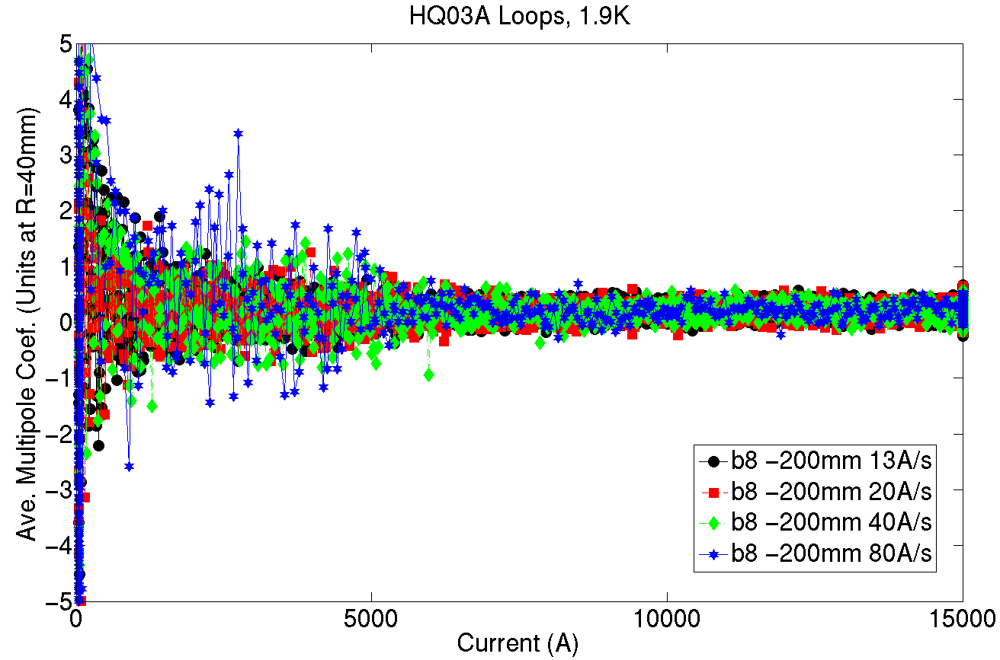 HQ03A Loops, 1.9K
Ave. Multipole Coef. (Units at R=40mm)
5
4
3
2
1
0
−1
−2
−3
−4
−5
b8 −200mm 13A/s
b8 −200mm 20A/s
b8 −200mm 40A/s
b8 −200mm 80A/s
0 5000 10000 15000
Current (A)